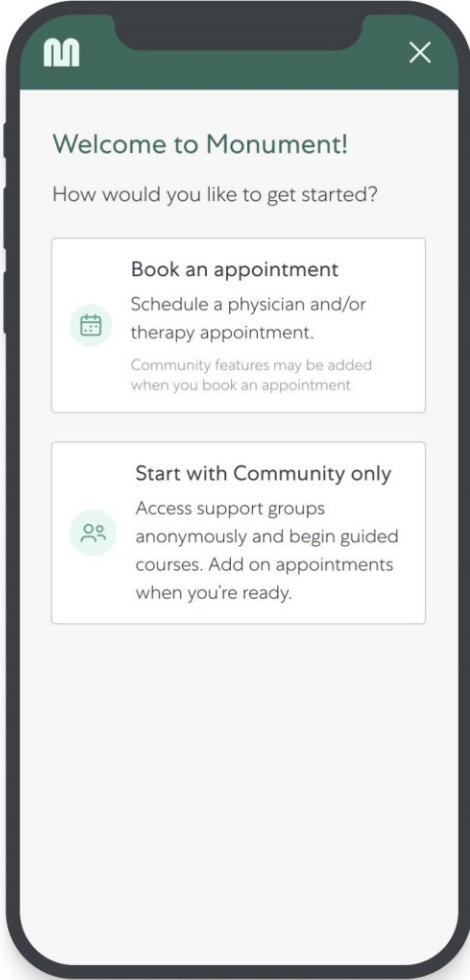 Welcome to Monument!
How would you like to get started?
Book an appointment
Schedule a physician and/or
therapy appointment.
Community features may be added
when you book an appointment
Start with Community only
Access support groups
anonymously and begin guided
courses. Add on appointments
when you're ready.